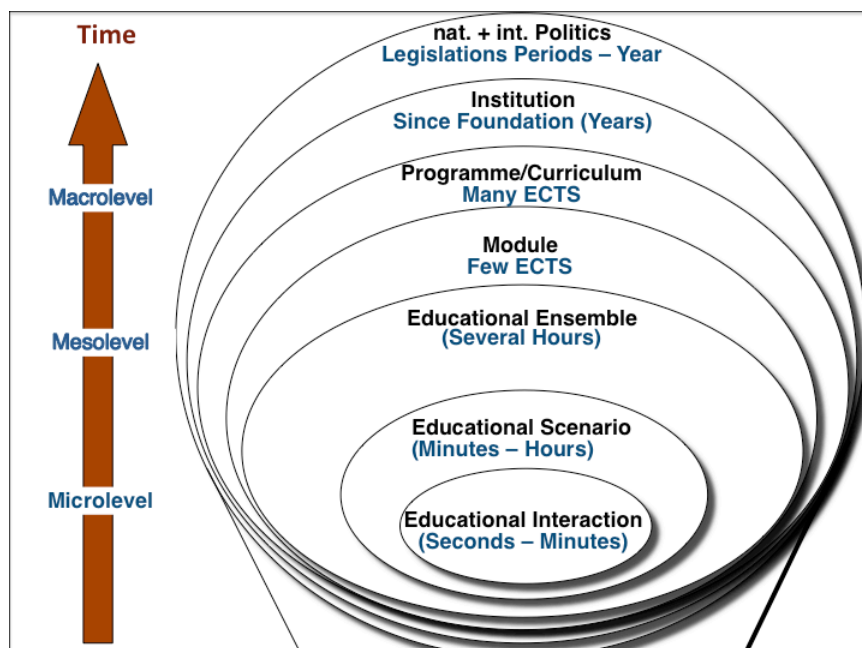 Time
nat. + int. Politics
Legislations Periods – Year
Institution
Since Foundation (Years)
Macrolevel
Programme/Curriculum
Many ECTS
Module
Few ECTS
Mesolevel
Educational Ensemble
(Several Hours)
Educational Scenario
(Minutes – Hours)
Microlevel
Educational Interaction
(Seconds – Minutes)